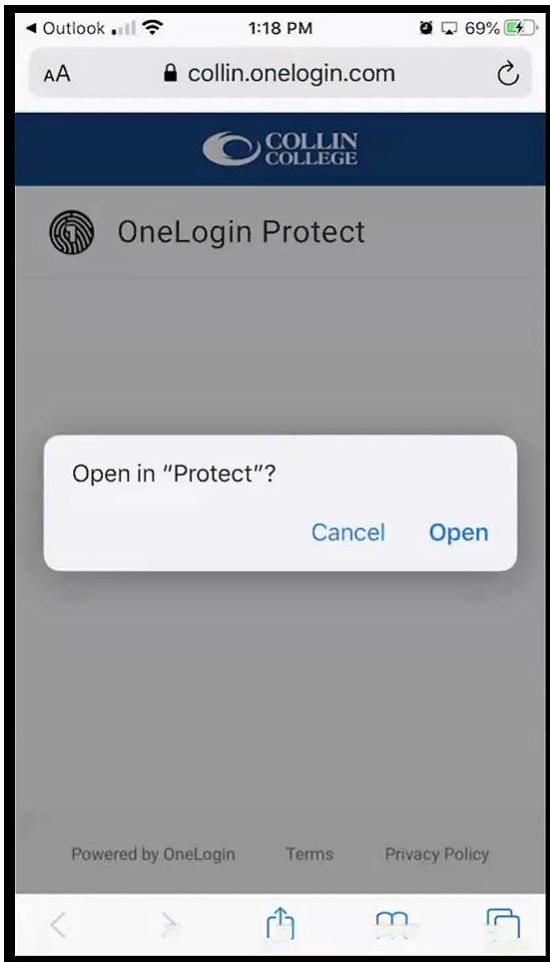 Outlook 1:18 PM 69%
AA collin.onelogin.com
COLLIN
COLLEGE
OneLogin Protect
Open in “Protect”?
Cancel Open
Powered by OneLogin Terms Privacy Policy